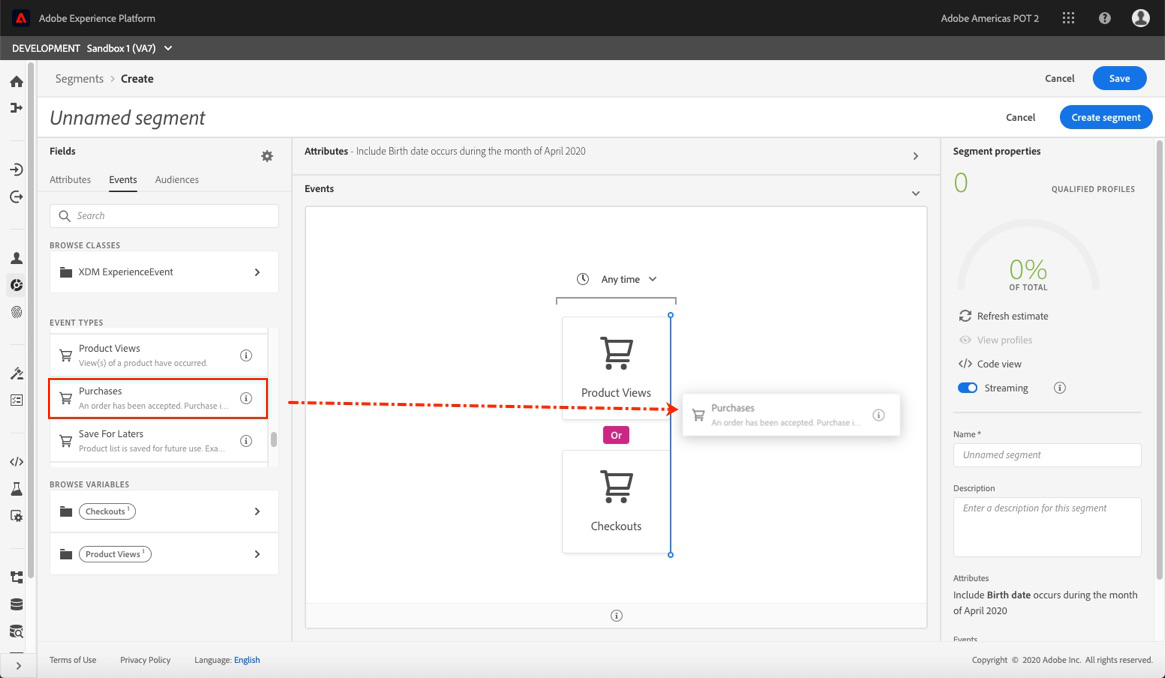 Adobe Experience Platform
Adobe Americas POT 2
DEVELOPMENT Sandbox 1 (VA7)
Segments > Create
Cancel
Save
Unnamed segment
Cancel
Create segment
Fields
Attributes
Events
Audiences
Search
BROWSE CLASSES
XDM ExperienceEvent
EVENT TYPES
Product Views
View(s) of a product have occurred.
Purchases
An order has been accepted. Purchase i...
Save For Laters
Product list is saved for future use. Exa...
BROWSE VARIABLES
Checkouts 1
Product Views 1
Attributes - Include Birth date occurs during the month of April 2020
Events
Any time
Product Views
Or
Checkouts
Purchases
An order has been accepted. Purchase i...
Segment properties
0
QUALIFIED PROFILES
0%
OF TOTAL
Refresh estimate
View profiles
</> Code view
Streaming
Name *
Unnamed segment
Description
Enter a description for this segment
Attributes
Include Birth date occurs during the month
of April 2020
Events
Terms of Use
Privacy Policy
Language: English
Copyright © 2020 Adobe Inc. All rights reserved.